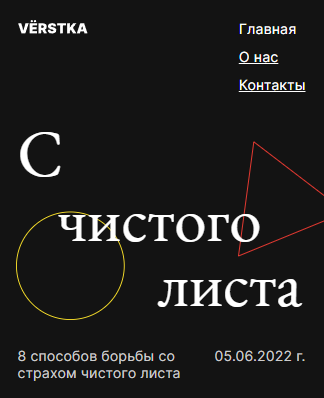 VЁRSTKA
Главная
О нас
Контакты
С
чистого
листа
8 способов борьбы со
страхом чистого листа
05.06.2022 г.